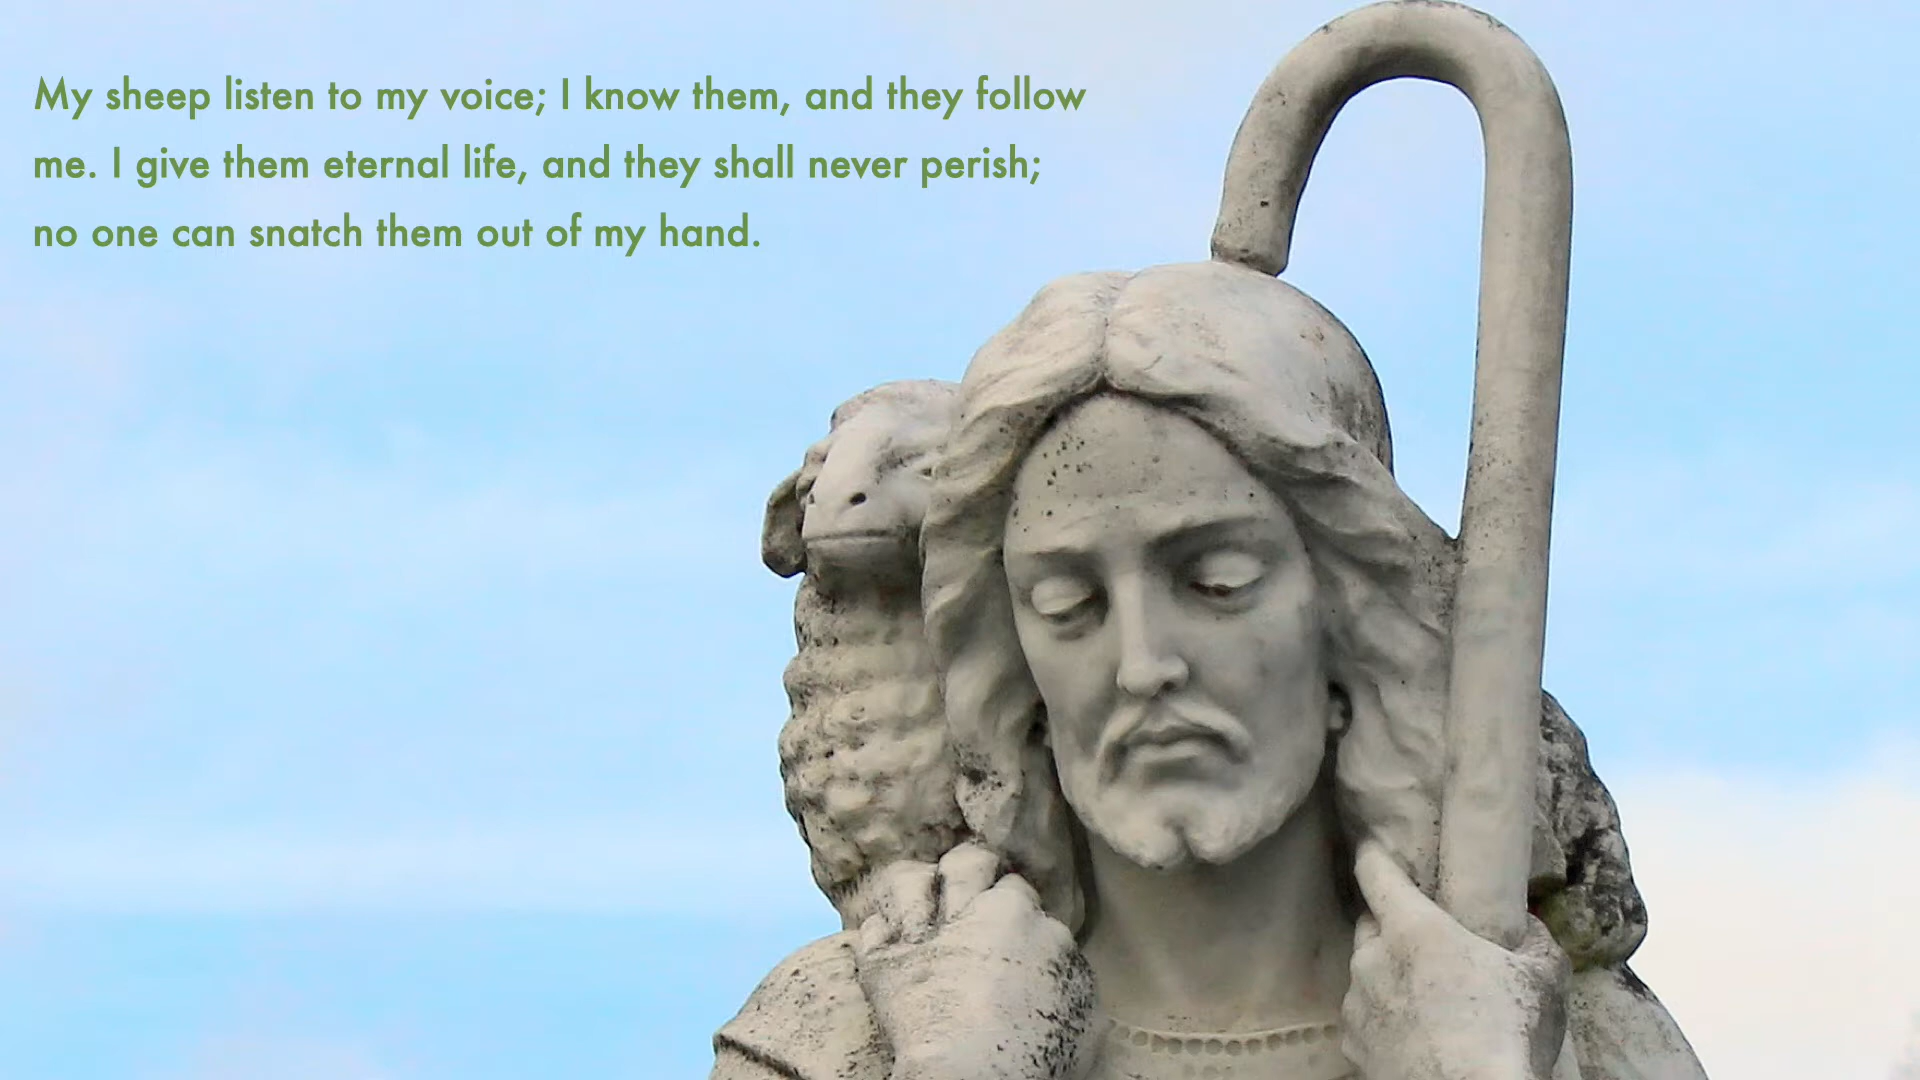 My sheep listen to my voice; I know them, and they follow
me. I give them eternal life, and they shall never perish;
no one can snatch them out of my hand.